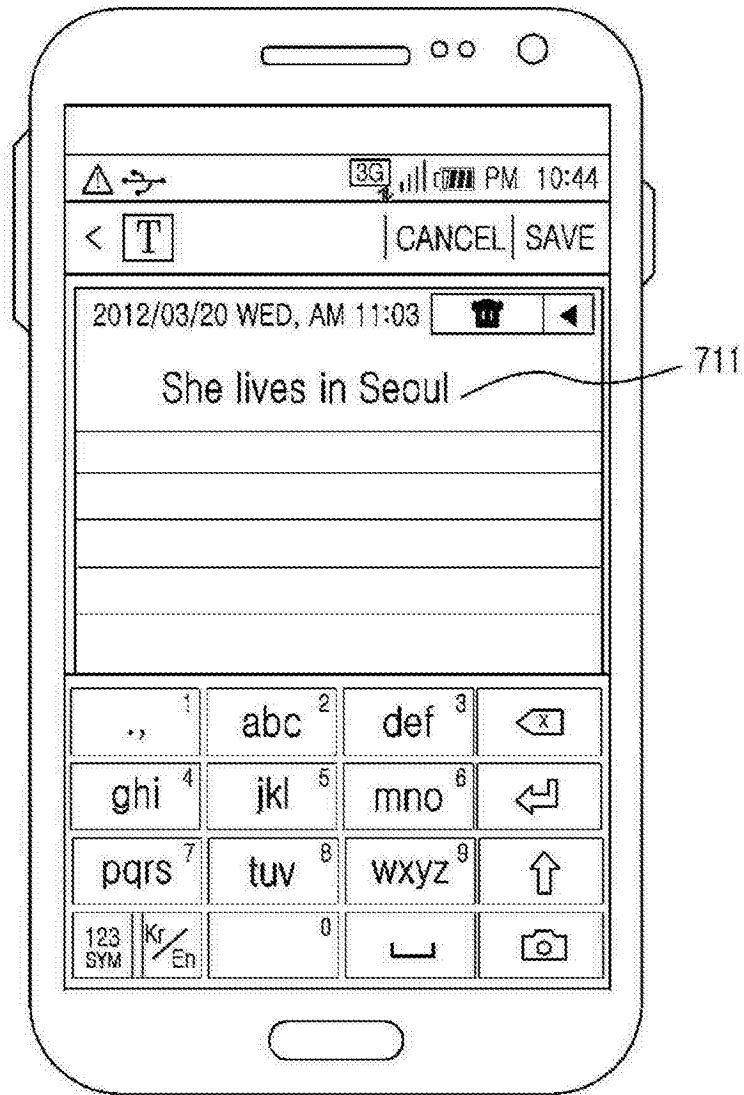 3G PM 10:44
< T CANCEL SAVE
2012/03/20 WED, AM 11:03
She lives in Seoul
711
., 1 abc 2 def 3 X
ghi 4 jkl 5 mno 6
pqrs 7 tuv 8 wxyz 9
123 SYM Kr/En 0